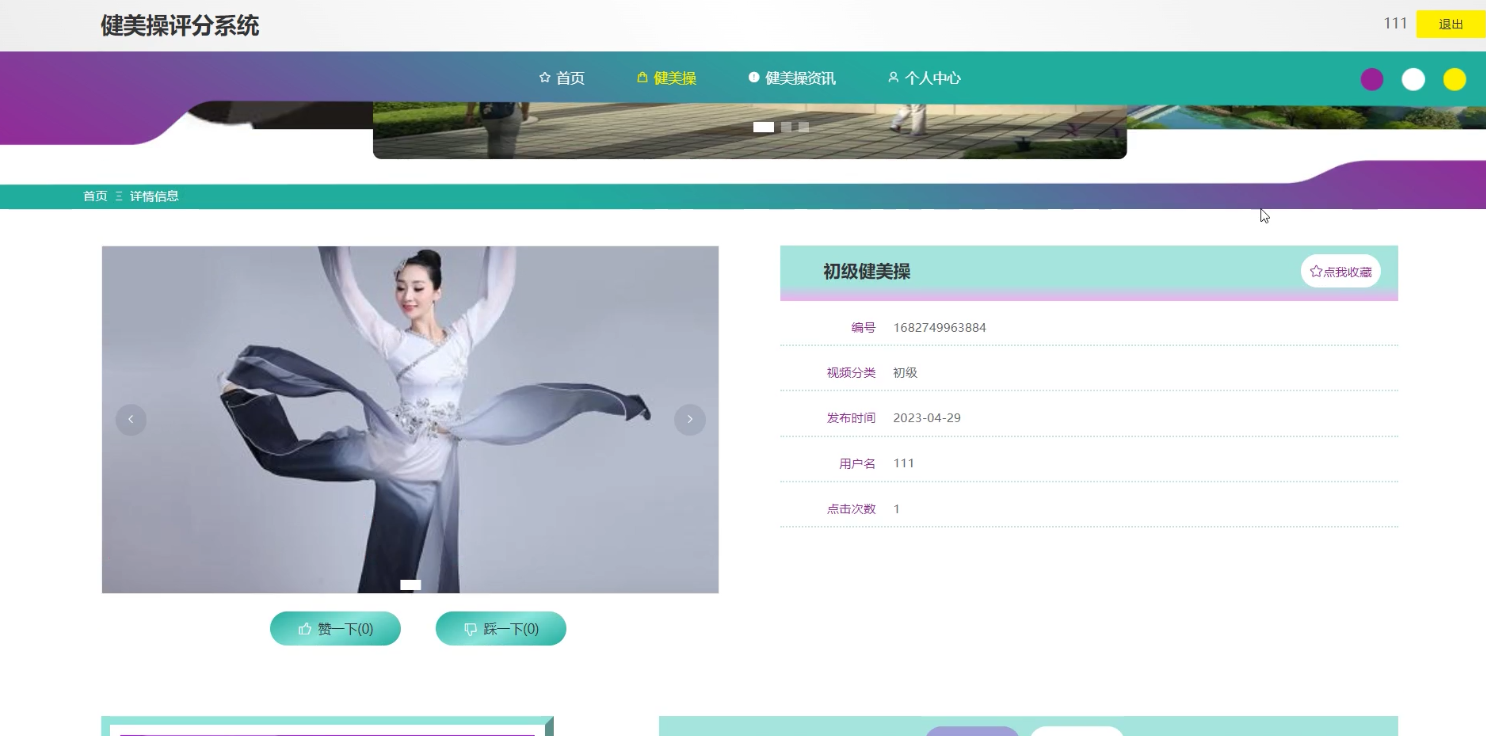 健美操评分系统
111 退出
首页 健美操 健美操资讯 个人中心
首页 详情信息
初级健美操 点我收藏
编号 1682749963884
视频分类 初级
发布时间 2023-04-29
用户名 111
点击次数 1
赞一下(0) 踩一下(0)